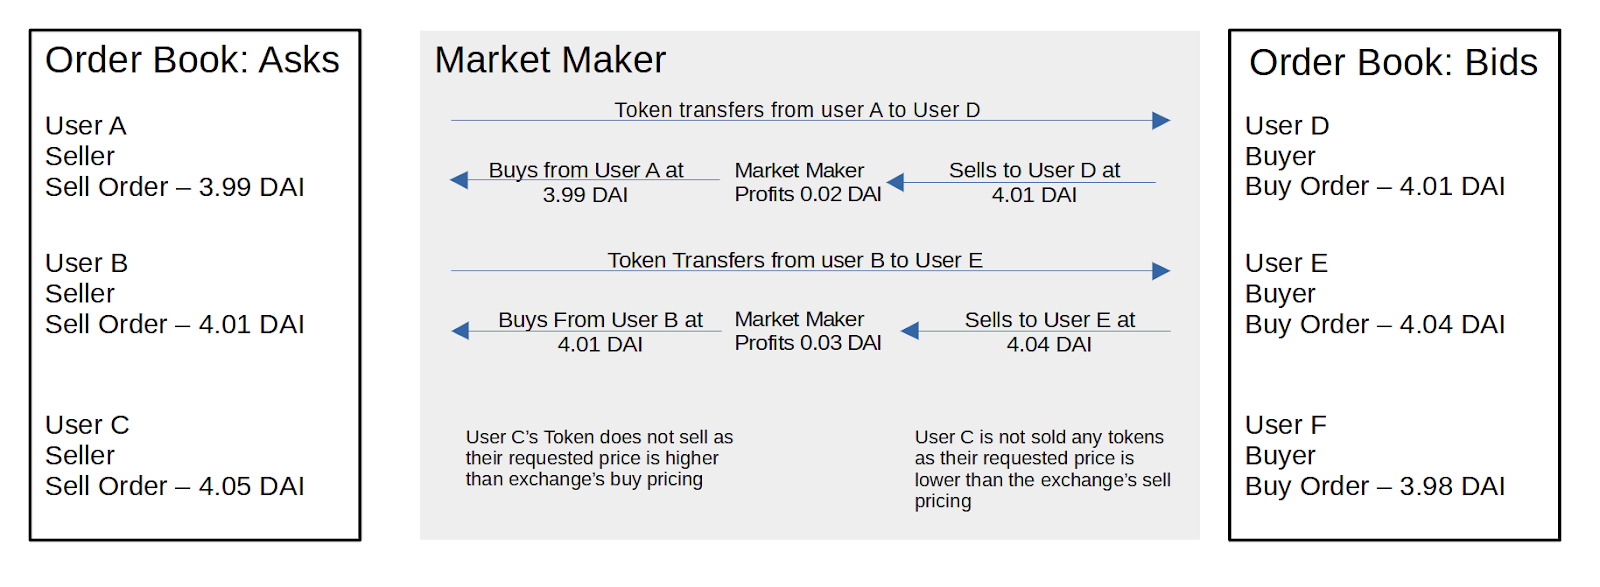 Order Book: Asks
User A
Seller
Sell Order – 3.99 DAI
User B
Seller
Sell Order – 4.01 DAI
User C
Seller
Sell Order – 4.05 DAI
Market Maker
Token transfers from user A to User D
Buys from User A at
3.99 DAI
Market Maker
Profits 0.02 DAI
Sells to User D at
4.01 DAI
Token Transfers from user B to User E
Buys From User B at
4.01 DAI
Market Maker
Profits 0.03 DAI
Sells to User E at
4.04 DAI
User C’s Token does not sell as
their requested price is higher
than exchange’s buy pricing
User C is not sold any tokens
as their requested price is
lower than the exchange’s sell
pricing
Order Book: Bids
User D
Buyer
Buy Order – 4.01 DAI
User E
Buyer
Buy Order – 4.04 DAI
User F
Buyer
Buy Order – 3.98 DAI